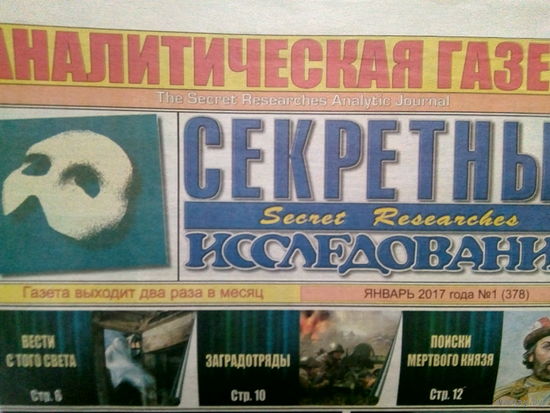 АНАЛИТИЧЕСКАЯ ГАЗЕ
The Secret Researches Analytic Journal
СЕКРЕТНЫ
Secret Researches
ИССЛЕДОВАНИ
Газета выходит два раза в месяц
ЯНВАРЬ 2017 года №1 (378)
ВЕСТИ
С ТОГО СВЕТА
Стр. 6
ЗАГРАДОТРЯДЫ
Стр. 10
ПОИСКИ
МЕРТВОГО КНЯЗЯ
Стр. 12